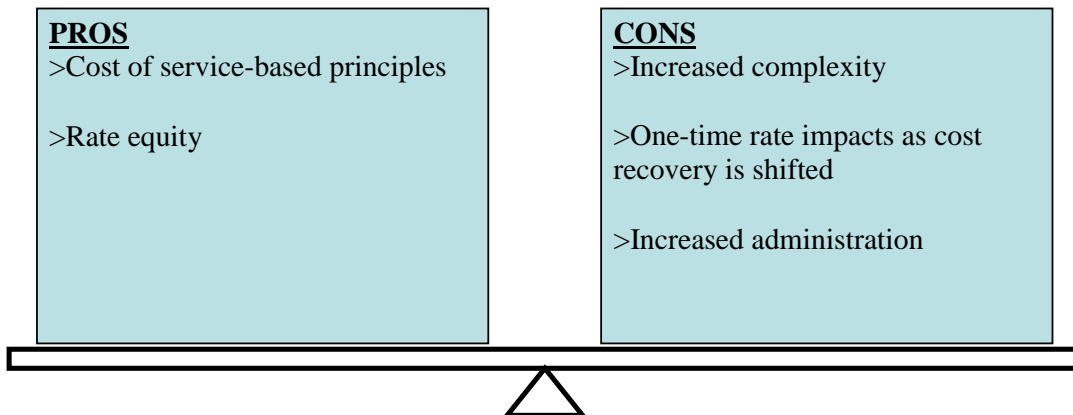 PROS
>Cost of service-based principles
>Rate equity
CONS
>Increased complexity
>One-time rate impacts as cost
recovery is shifted
>Increased administration